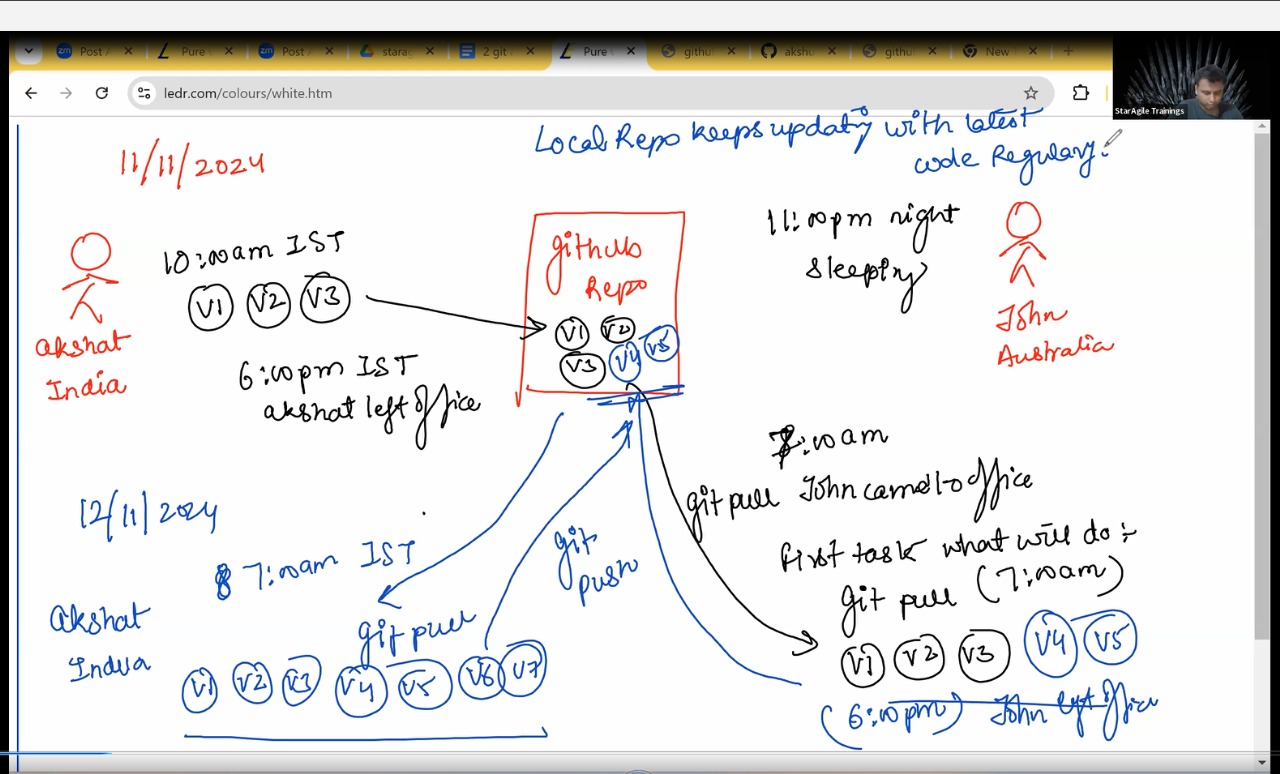 Post A
Pure
Post A
starag
2 git
Pure
githu
akshu
githu
New
ledr.com/colours/white.htm
StarAgile Trainings
Local Repo keeps updating with latest
code Regulary.
11/11/2024
10:00am IST
V1 V2 V3
akshat
India
6:00pm IST
akshat left office
github
Repo
V1 V2
V3 V4 V5
11:00pm night
sleeping
John
Australia
7:00am
git pull John came to office
first task what will do :-
git pull (7:00am)
V1 V2 V3 V4 V5
(6:00pm) John left office
12/11/2024
7:00am IST
akshat
India
git pull
git
push
V1 V2 V3 V4 V5 V6 V7